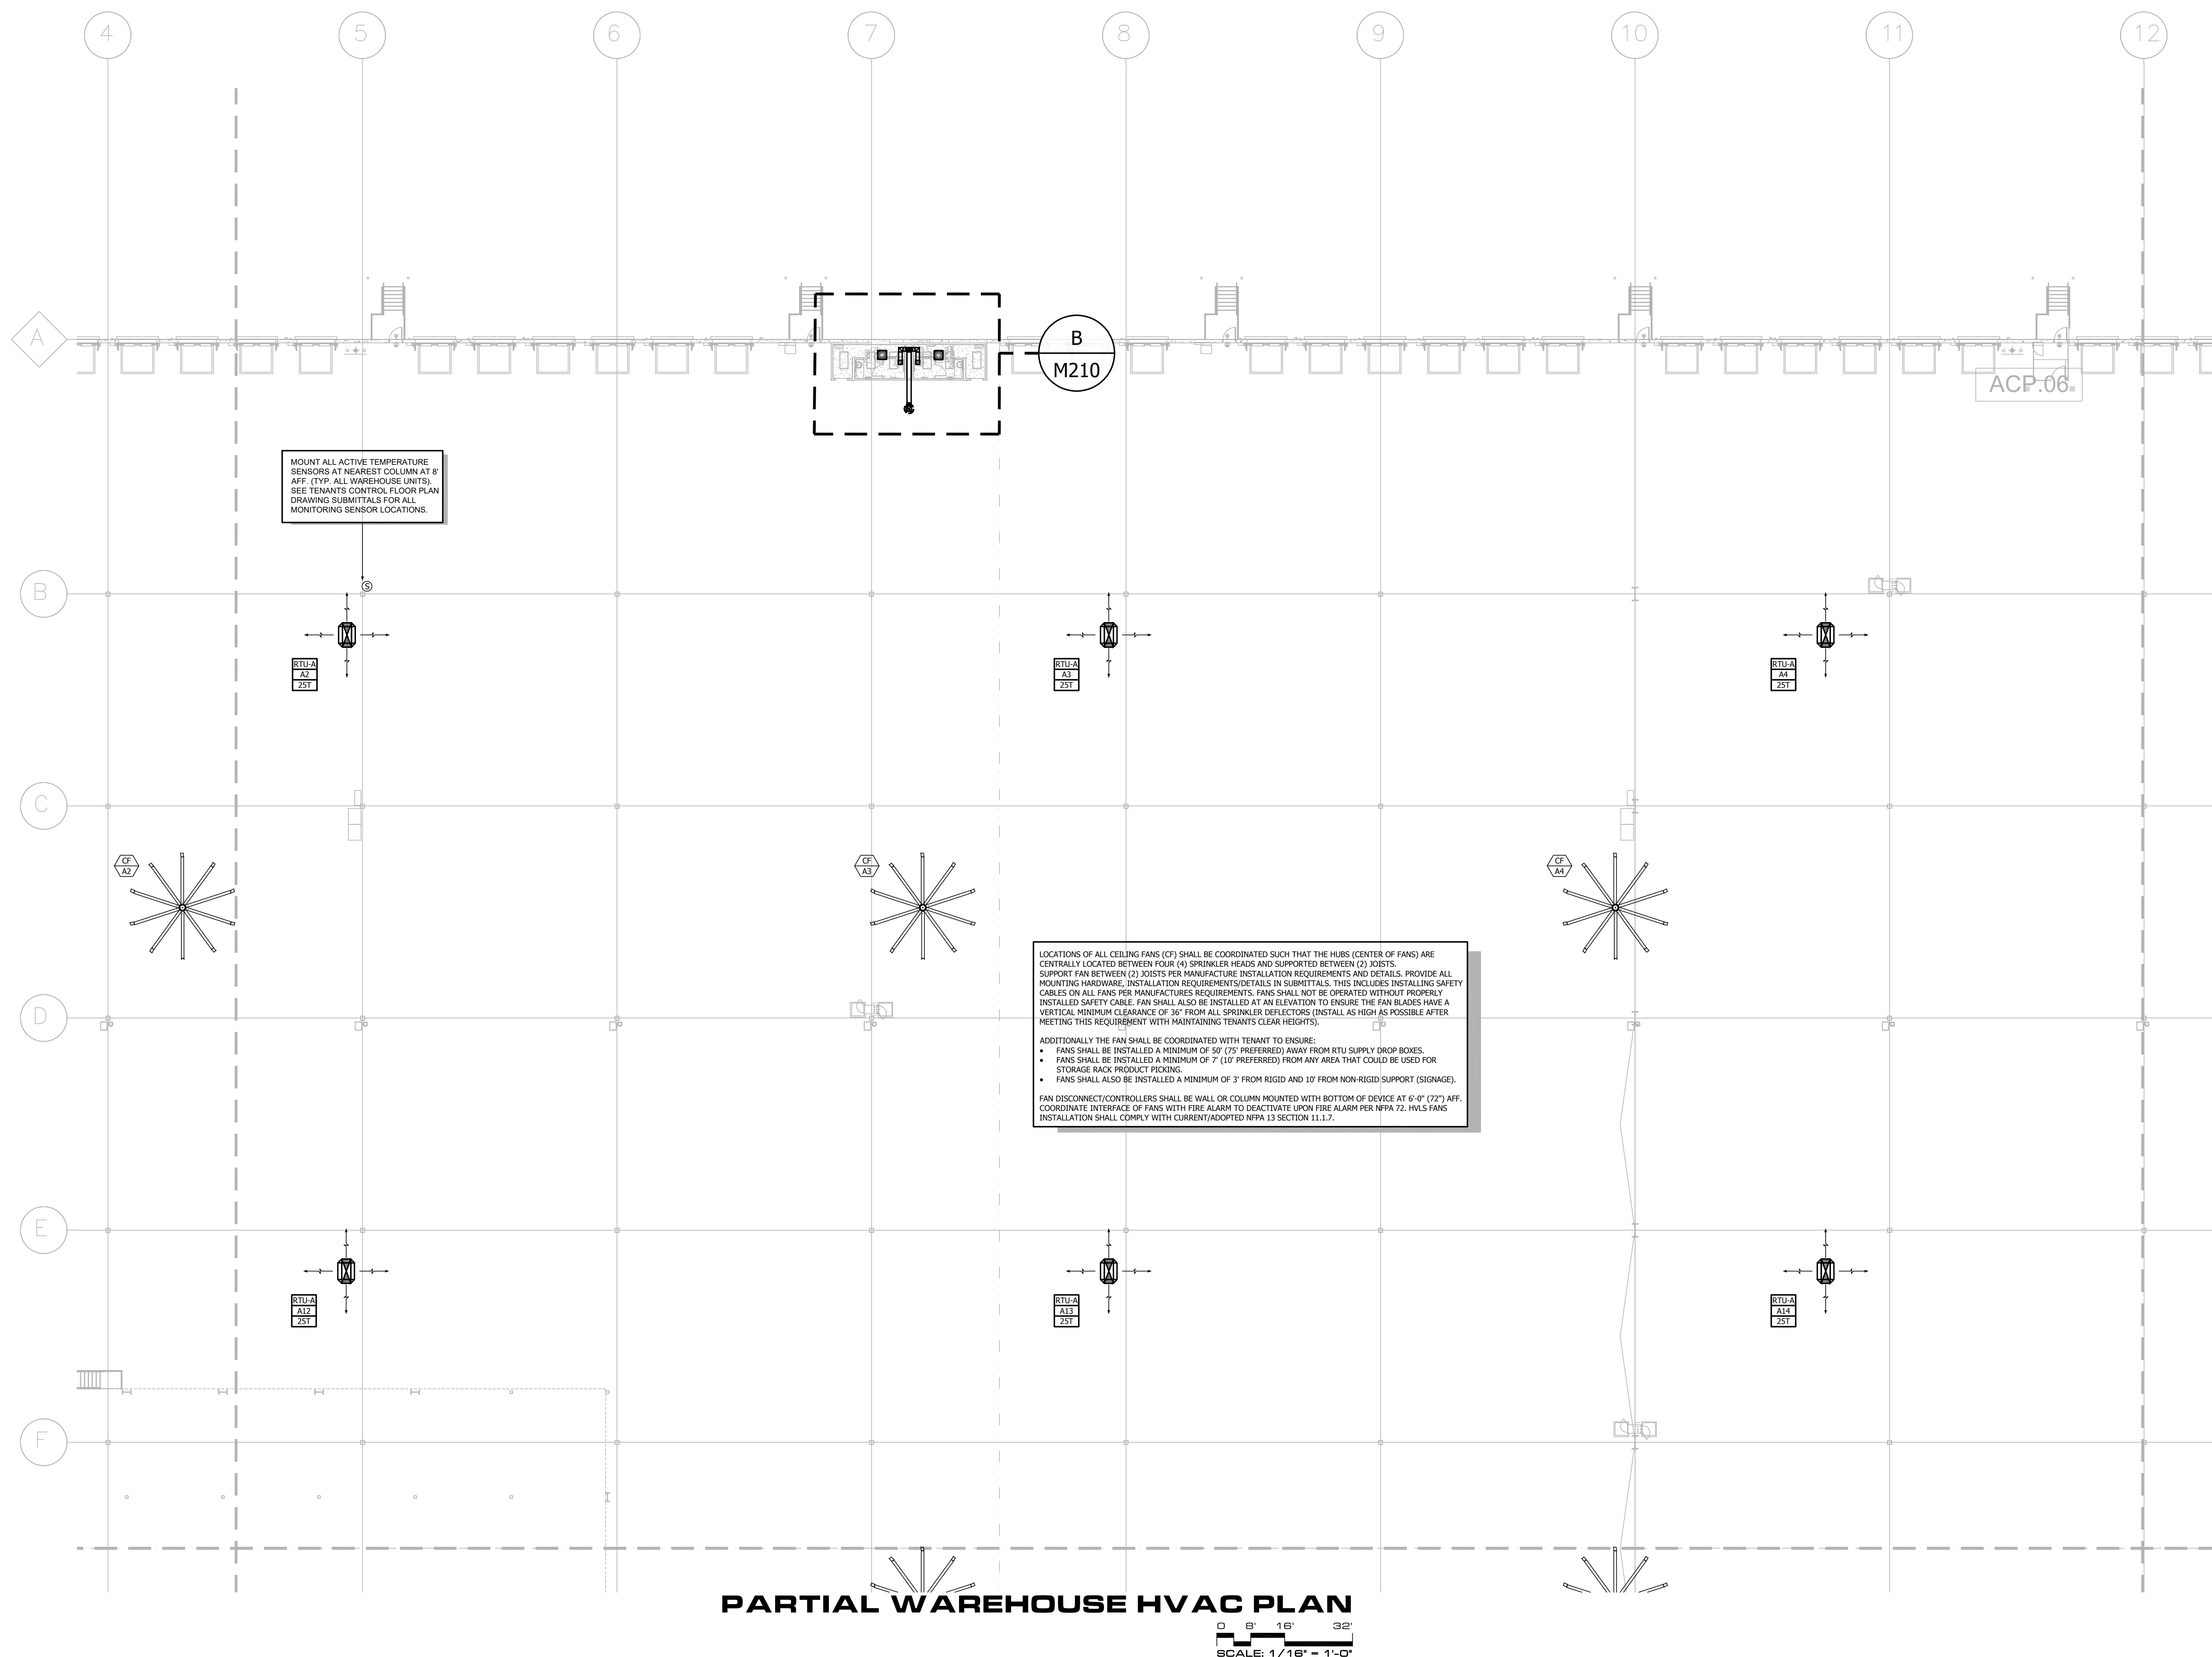 4
5
6
7
8
9
10
11
12
A
B
M210
ACP.06
MOUNT ALL ACTIVE TEMPERATURE
SENSORS AT NEAREST COLUMN AT 8'
AFF. (TYP. ALL WAREHOUSE UNITS).
SEE TENANTS CONTROL FLOOR PLAN
DRAWING SUBMITTALS FOR ALL
MONITORING SENSOR LOCATIONS.
S
B
RTU-A
A2
25T
RTU-A
A3
25T
RTU-A
A4
25T
C
CF
A2
CF
A3
CF
A4
LOCATIONS OF ALL CEILING FANS (CF) SHALL BE COORDINATED SUCH THAT THE HUBS (CENTER OF FANS) ARE
CENTRALLY LOCATED BETWEEN FOUR (4) SPRINKLER HEADS AND SUPPORTED BETWEEN (2) JOISTS.
SUPPORT FAN BETWEEN (2) JOISTS PER MANUFACTURE INSTALLATION REQUIREMENTS AND DETAILS. PROVIDE ALL
MOUNTING HARDWARE, INSTALLATION REQUIREMENTS/DETAILS IN SUBMITTALS. THIS INCLUDES INSTALLING SAFETY
CABLES ON ALL FANS PER MANUFACTURES REQUIREMENTS. FANS SHALL NOT BE OPERATED WITHOUT PROPERLY
INSTALLED SAFETY CABLE. FAN SHALL ALSO BE INSTALLED AT AN ELEVATION TO ENSURE THE FAN BLADES HAVE A
VERTICAL MINIMUM CLEARANCE OF 36" FROM ALL SPRINKLER DEFLECTORS (INSTALL AS HIGH AS POSSIBLE AFTER
MEETING THIS REQUIREMENT WITH MAINTAINING TENANTS CLEAR HEIGHTS).
ADDITIONALLY THE FAN SHALL BE COORDINATED WITH TENANT TO ENSURE:
• FANS SHALL BE INSTALLED A MINIMUM OF 50' (75' PREFERRED) AWAY FROM RTU SUPPLY DROP BOXES.
• FANS SHALL BE INSTALLED A MINIMUM OF 7' (10' PREFERRED) FROM ANY AREA THAT COULD BE USED FOR
STORAGE RACK PRODUCT PICKING.
• FANS SHALL ALSO BE INSTALLED A MINIMUM OF 3' FROM RIGID AND 10' FROM NON-RIGID SUPPORT (SIGNAGE).
FAN DISCONNECT/CONTROLLERS SHALL BE WALL OR COLUMN MOUNTED WITH BOTTOM OF DEVICE AT 6'-0" (72") AFF.
COORDINATE INTERFACE OF FANS WITH FIRE ALARM TO DEACTIVATE UPON FIRE ALARM PER NFPA 72. HVLS FANS
INSTALLATION SHALL COMPLY WITH CURRENT/ADOPTED NFPA 13 SECTION 11.1.7.
D
E
RTU-A
A12
25T
RTU-A
A13
25T
RTU-A
A14
25T
F
PARTIAL WAREHOUSE HVAC PLAN
0 8' 16' 32'
SCALE: 1/16" = 1'-0"